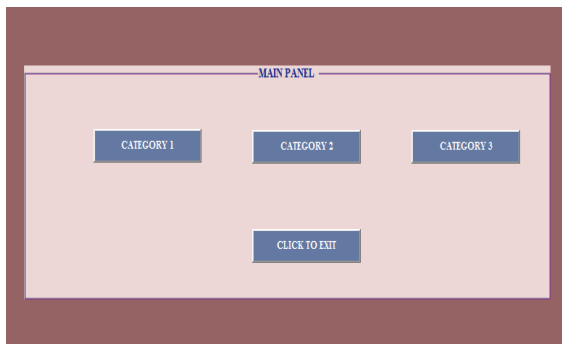 MAIN PANEL
CATEGORY 1
CATEGORY 2
CATEGORY 3
CLICK TO EXIT